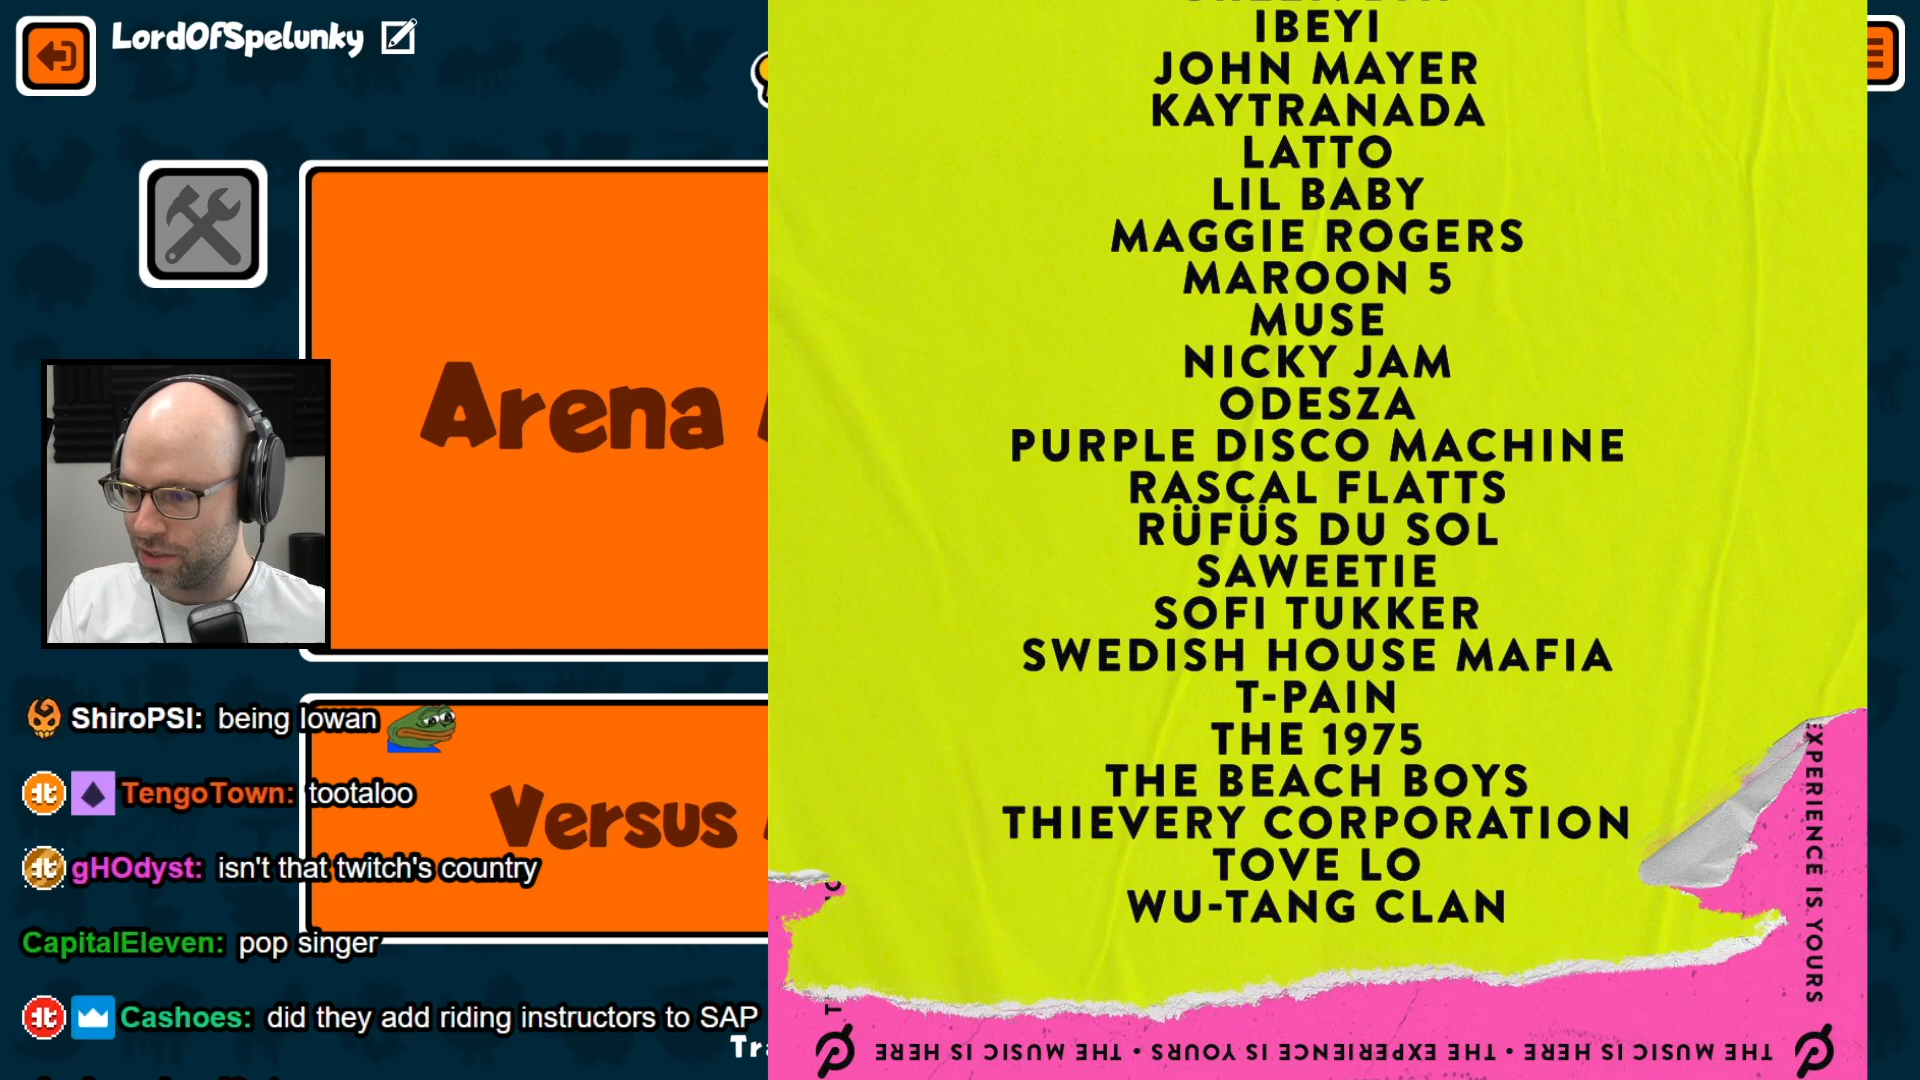 LordOfSpelunky
Arena
Versus
ShiroPSI: being Iowan
TengoTown: tootaloo
gHOdyst: isn't that twitch's country
CapitalEleven: pop singer
Cashoes: did they add riding instructors to SAP
IBEYI
JOHN MAYER
KAYTRANADA
LATTO
LIL BABY
MAGGIE ROGERS
MAROON 5
MUSE
NICKY JAM
ODESZA
PURPLE DISCO MACHINE
RASCAL FLATTS
RÜFÜS DU SOL
SAWEETIE
SOFI TUKKER
SWEDISH HOUSE MAFIA
T-PAIN
THE 1975
THE BEACH BOYS
THIEVERY CORPORATION
TOVE LO
WU-TANG CLAN
EXPERIENCE IS YOURS
THE MUSIC IS HERE • THE EXPERIENCE IS YOURS • THE MUSIC IS HERE